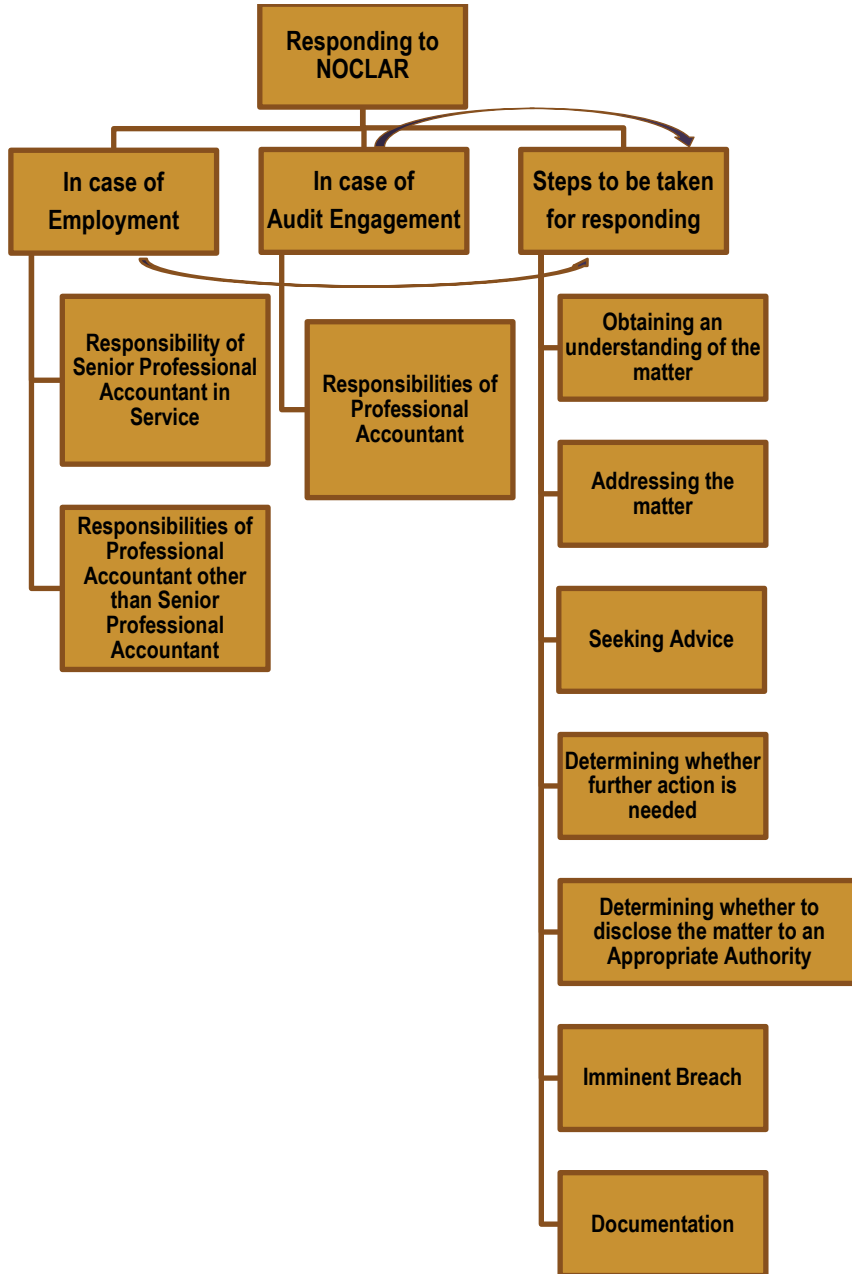 Responding to
NOCLAR
In case of
Employment
In case of
Audit Engagement
Steps to be taken
for responding
Responsibility of
Senior Professional
Accountant in
Service
Responsibilities of
Professional
Accountant other
than Senior
Professional
Accountant
Responsibilities of
Professional
Accountant
Obtaining an
understanding of the
matter
Addressing the
matter
Seeking Advice
Determining whether
further action is
needed
Determining whether to
disclose the matter to an
Appropriate Authority
Imminent Breach
Documentation